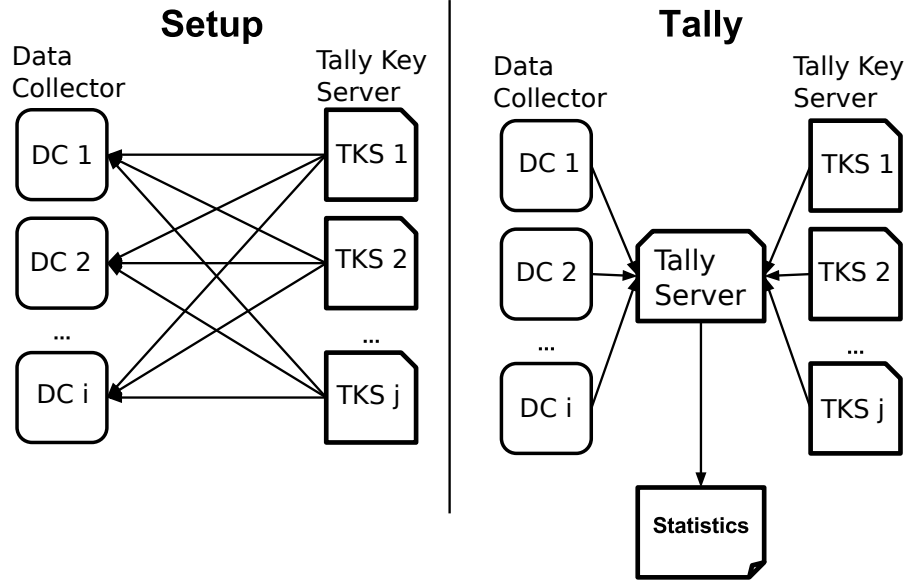 Setup
Data
Collector
Tally Key
Server
DC 1
TKS 1
DC 2
TKS 2
...
...
DC i
TKS j
Tally
Data
Collector
Tally Key
Server
DC 1
TKS 1
DC 2
Tally
Server
TKS 2
...
...
DC i
TKS j
Statistics